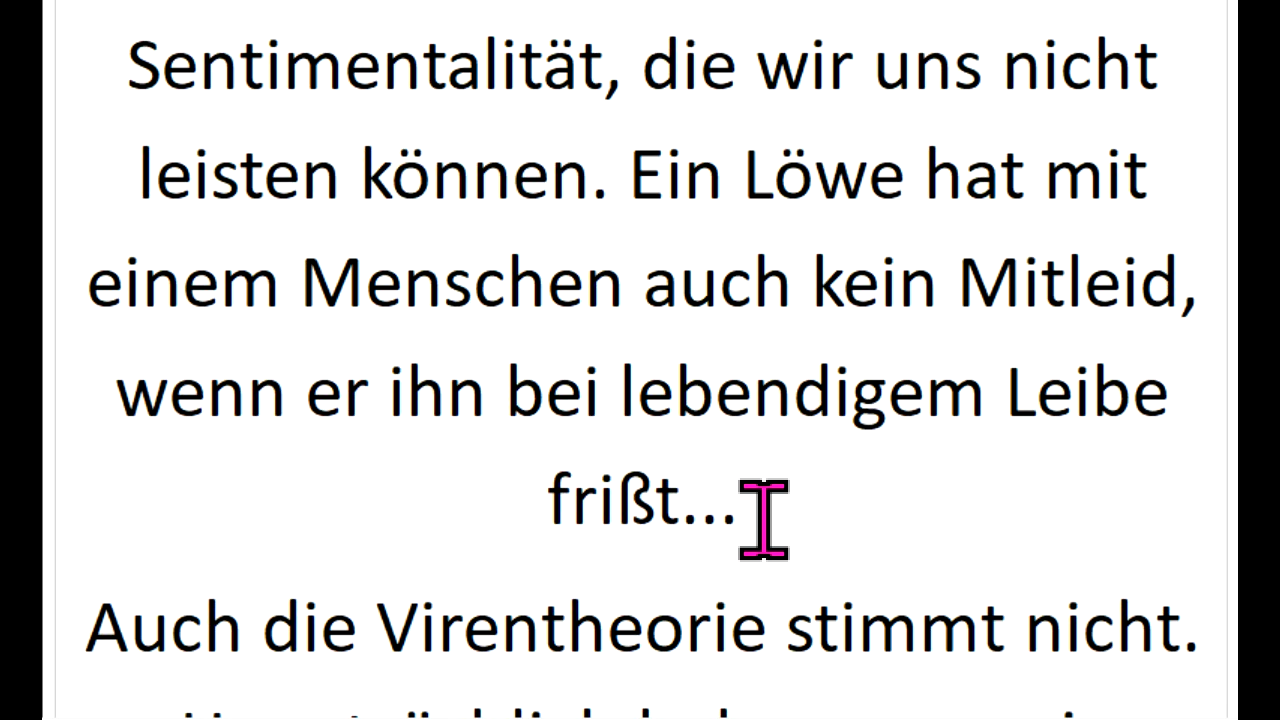 Sentimentalität, die wir uns nicht
leisten können. Ein Löwe hat mit
einem Menschen auch kein Mitleid,
wenn er ihn bei lebendigem Leibe
frißt...
Auch die Virentheorie stimmt nicht.